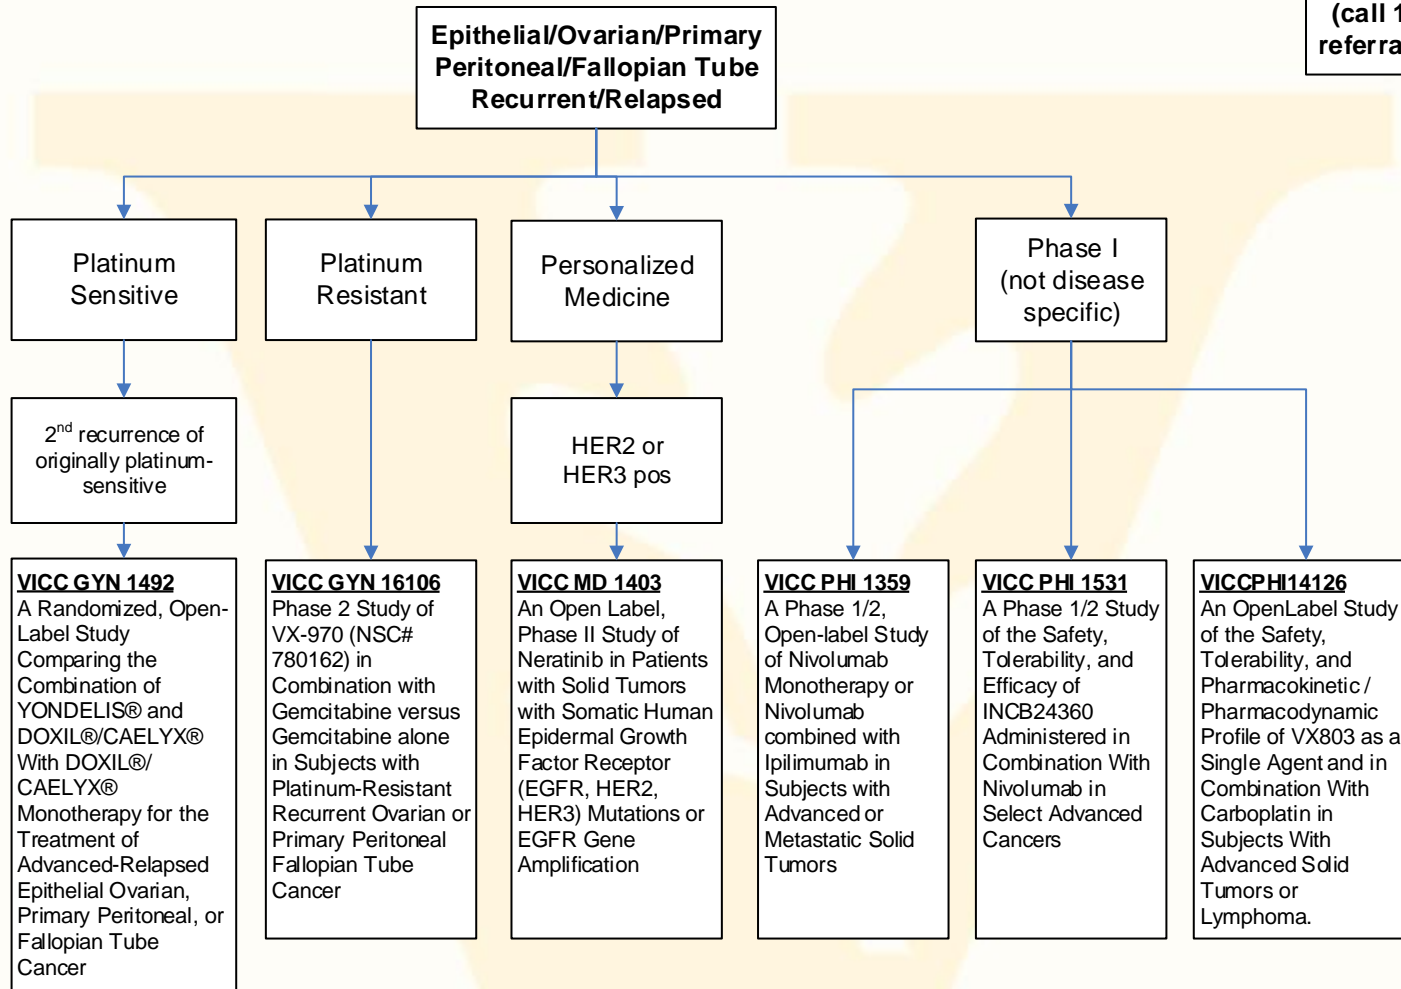 (call 1
referra
Epithelial/Ovarian/Primary
Peritoneal/Fallopian Tube
Recurrent/Relapsed
Platinum
Sensitive
Platinum
Resistant
Personalized
Medicine
Phase I
(not disease
specific)
2nd recurrence of
originally platinum-
sensitive
HER2 or
HER3 pos
VICC GYN 1492
A Randomized, Open-
Label Study
Comparing the
Combination of
YONDELIS® and
DOXIL®/CAELYX®
With DOXIL®/
CAELYX®
Monotherapy for the
Treatment of
Advanced-Relapsed
Epithelial Ovarian,
Primary Peritoneal, or
Fallopian Tube
Cancer
VICC GYN 16106
Phase 2 Study of
VX-970 (NSC#
780162) in
Combination with
Gemcitabine versus
Gemcitabine alone
in Subjects with
Platinum-Resistant
Recurrent Ovarian or
Primary Peritoneal
Fallopian Tube
Cancer
VICC MD 1403
An Open Label,
Phase II Study of
Neratinib in Patients
with Solid Tumors
with Somatic Human
Epidermal Growth
Factor Receptor
(EGFR, HER2,
HER3) Mutations or
EGFR Gene
Amplification
VICC PHI 1359
A Phase 1/2,
Open-label Study
of Nivolumab
Monotherapy or
Nivolumab
combined with
Ipilimumab in
Subjects with
Advanced or
Metastatic Solid
Tumors
VICC PHI 1531
A Phase 1/2 Study
of the Safety,
Tolerability, and
Efficacy of
INCB24360
Administered in
Combination With
Nivolumab in
Select Advanced
Cancers
VICCPHI14126
An OpenLabel Study
of the Safety,
Tolerability, and
Pharmacokinetic /
Pharmacodynamic
Profile of VX803 as a
Single Agent and in
Combination With
Carboplatin in
Subjects With
Advanced Solid
Tumors or
Lymphoma.